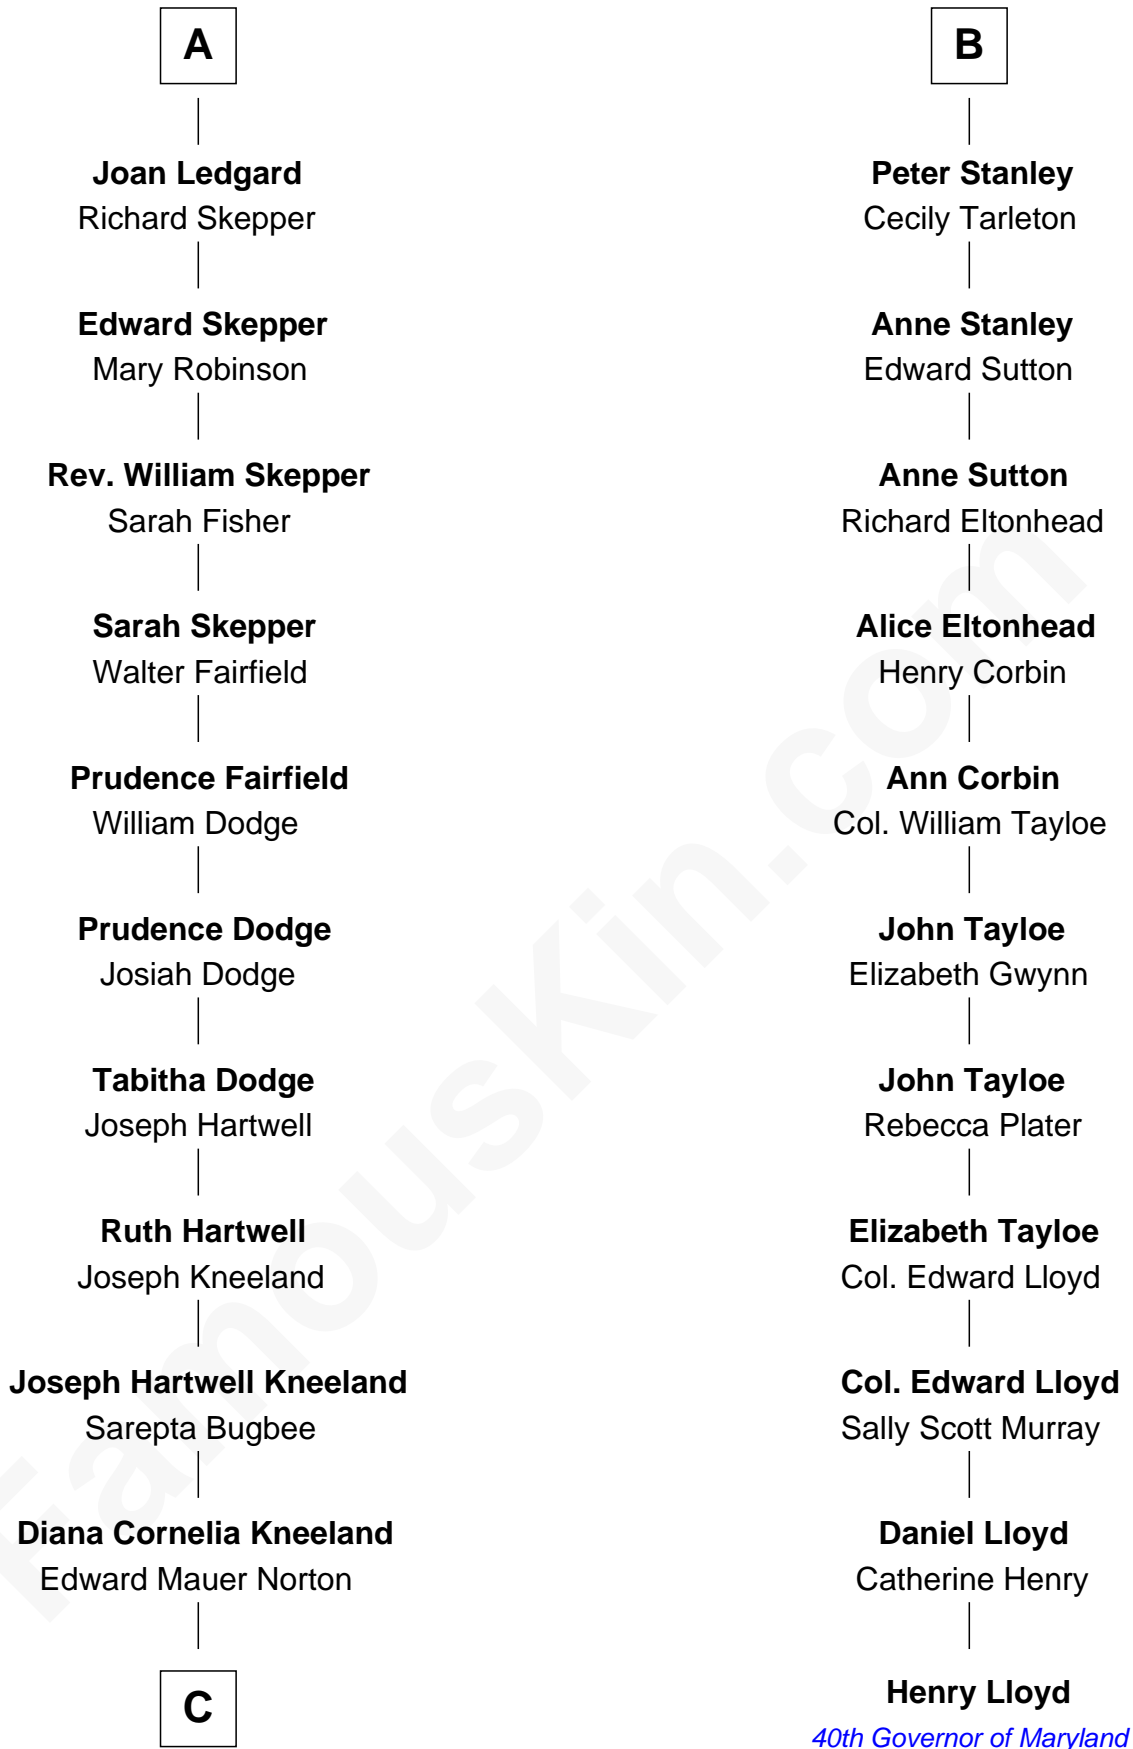 A
Joan Ledgard
Richard Skepper
Edward Skepper
Mary Robinson
Rev. William Skepper
Sarah Fisher
Sarah Skepper
Walter Fairfield
Prudence Fairfield
William Dodge
Prudence Dodge
Josiah Dodge
Tabitha Dodge
Joseph Hartwell
Ruth Hartwell
Joseph Kneeland
Joseph Hartwell Kneeland
Sarepta Bugbee
Diana Cornelia Kneeland
Edward Mauer Norton
C
B
Peter Stanley
Cecily Tarleton
Anne Stanley
Edward Sutton
Anne Sutton
Richard Eltonhead
Alice Eltonhead
Henry Corbin
Ann Corbin
Col. William Tayloe
John Tayloe
Elizabeth Gwynn
John Tayloe
Rebecca Plater
Elizabeth Tayloe
Col. Edward Lloyd
Col. Edward Lloyd
Sally Scott Murray
Daniel Lloyd
Catherine Henry
Henry Lloyd
40th Governor of Maryland
FamousKin.com